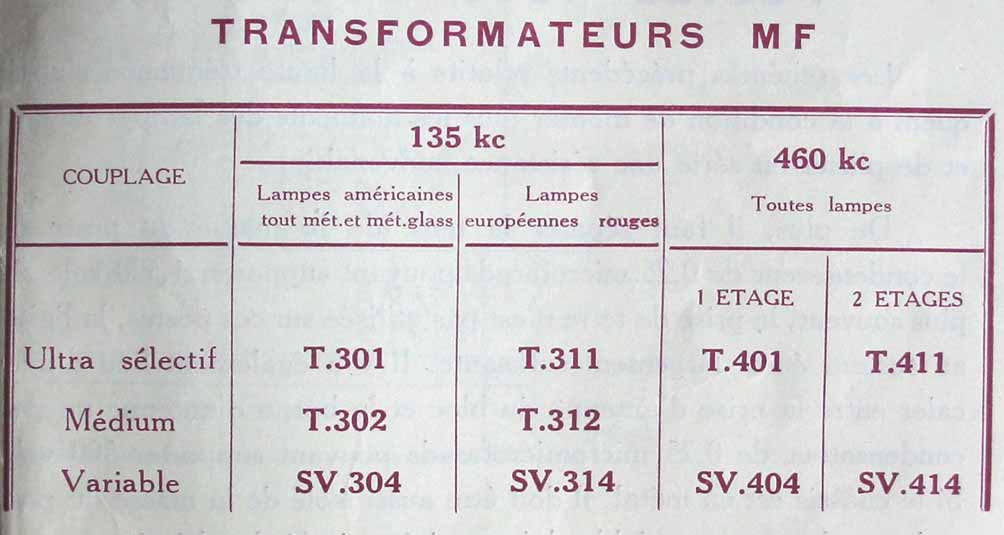 TRANSFORMATEURS MF
135 kc
460 kc
COUPLAGE
Lampes américaines
tout mét. et mét.glass
Lampes
européennes rouges
Toutes lampes
1 ETAGE
2 ETAGES
Ultra sélectif T.301 T.311 T.401 T.411
Médium T.302 T.312
Variable SV.304 SV.314 SV.404 SV.414